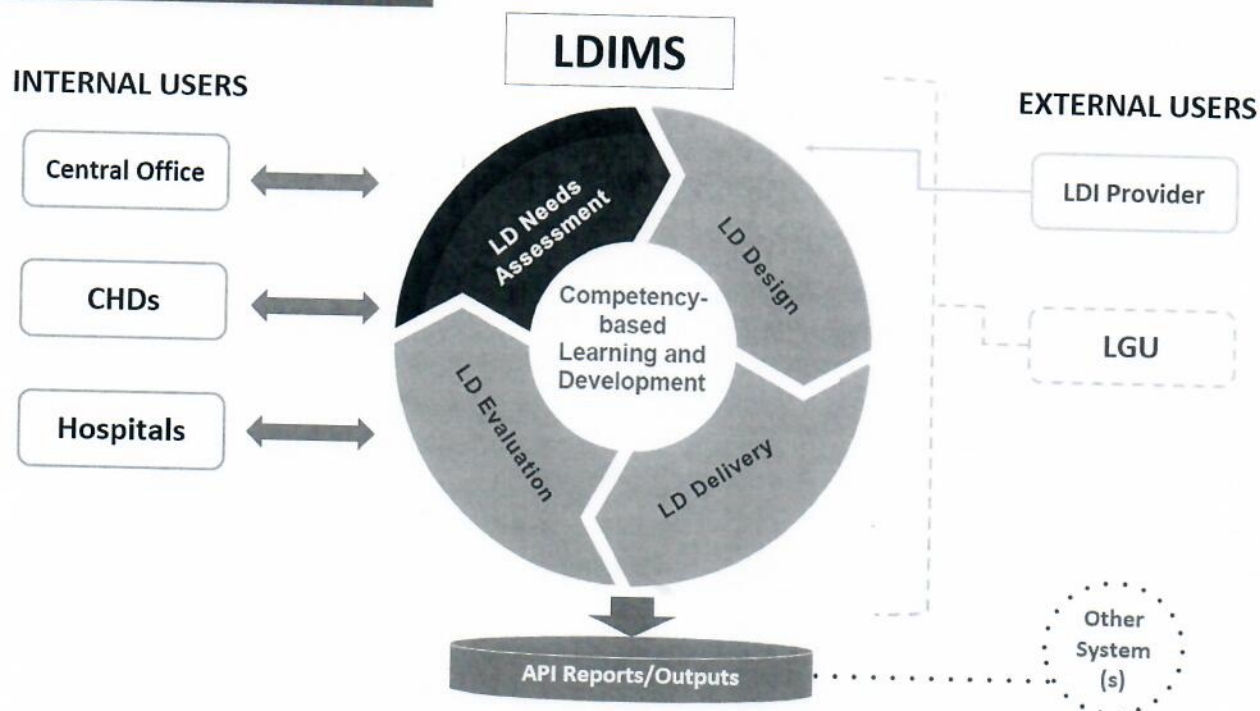 LDIMS
INTERNAL USERS
Central Office
CHDs
Hospitals
LD Needs
Assessment
LD Design
LD Delivery
LD Evaluation
Competency-
based
Learning and
Development
EXTERNAL USERS
LDI Provider
LGU
API Reports/Outputs
Other
System
(s)